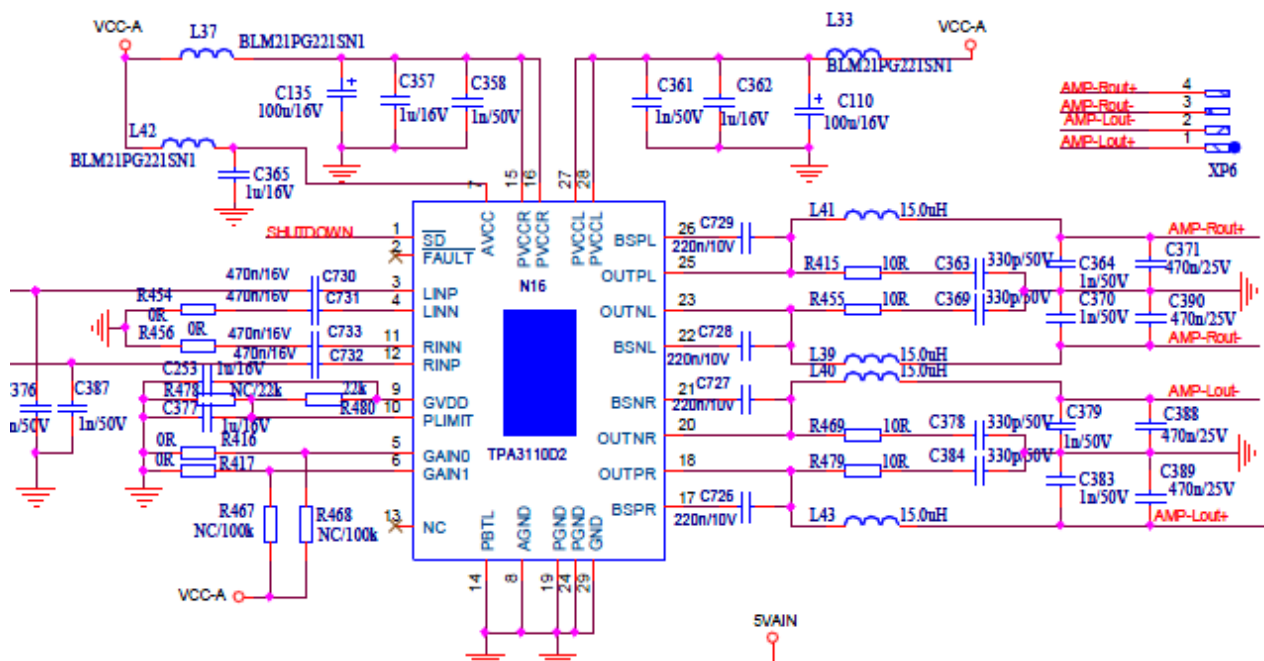 VCC-A
L37
BLM21PG221SN1
C135
100u/16V
C357
1u/16V
C358
1n/50V
L42
BLM21PG221SN1
C365
1u/16V
L33
BLM21PG221SN1
VCC-A
C361
1n/50V
C362
1u/16V
C110
100u/16V
AMP-Rout+ 4
AMP-Rout- 3
AMP-Lout- 2
AMP-Lout+ 1
XP6
7 15 16 27 28
AVCC PVCCR PVCCR PVCCL PVCCL
SHUTDOWN 1 SD
2 FAULT
470n/16V C730 3 LINP
R454 470n/16V C731 4 LINN
0R
R456 0R 470n/16V C733 11 RINN
470n/16V C732 12 RINP
C253 1u/16V
R478 NC/22k 22k 9 GVDD
C377 R480 10 PLIMIT
1u/16V
376
n/50V
C387
1n/50V
0R R416 5 GAIN0
0R R417 6 GAIN1
R467
NC/100k
R468
NC/100k
13 NC
VCC-A
N16
TPA3110D2
PBTL AGND PGND PGND GND
14 8 19 24 29
BSPL 26 C729
220n/10V
OUTPL 25
OUTNL 23
BSNL 22 C728
220n/10V
BSNR 21 C727
220n/10V
OUTNR 20
OUTPR 18
BSPR 17 C726
220n/10V
L41 15.0uH
R415 10R C363 330p/50V
R455 10R C369 330p/50V
L39 15.0uH
L40 15.0uH
R469 10R C378 330p/50V
R479 10R C384 330p/50V
L43 15.0uH
AMP-Rout+
C364
1n/50V
C371
470n/25V
C370
1n/50V
C390
470n/25V
AMP-Rout-
AMP-Lout-
C379
1n/50V
C388
470n/25V
C383
1n/50V
C389
470n/25V
AMP-Lout+
5VAIN